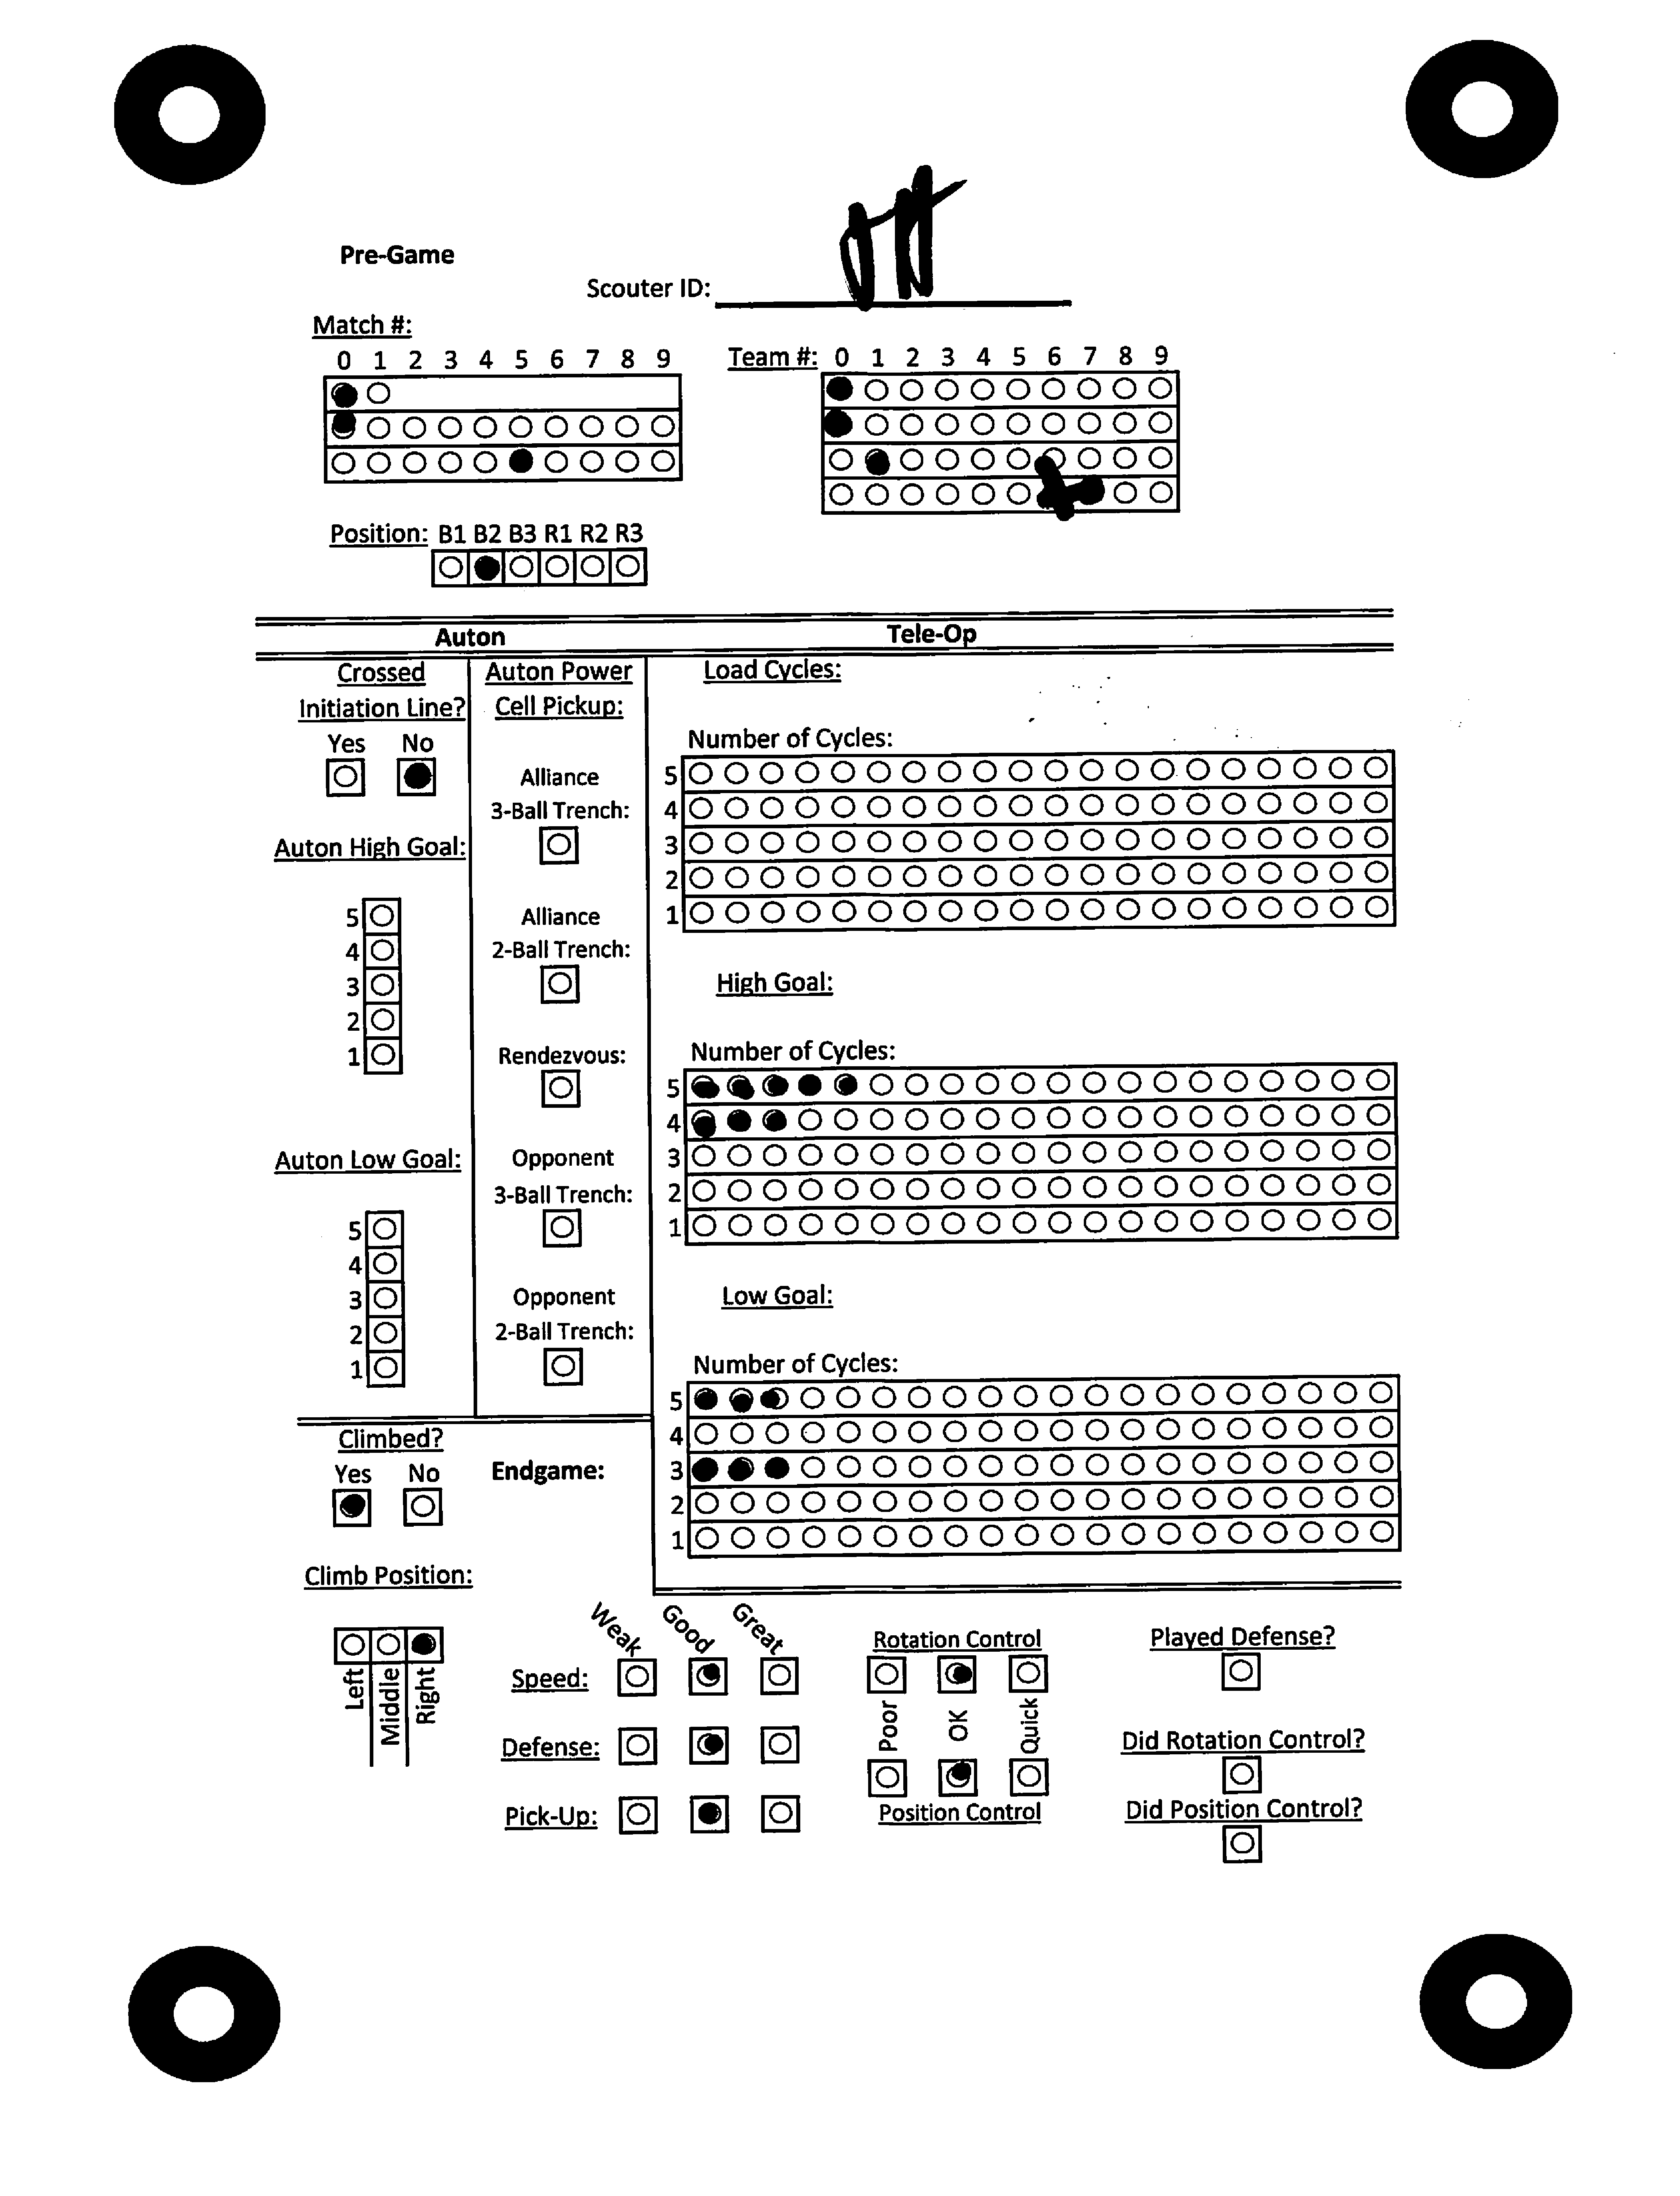 Pre-Game
Scouter ID:
Match #:
0 1 2 3 4 5 6 7 8 9
Team #: 0 1 2 3 4 5 6 7 8 9
Position: B1 B2 B3 R1 R2 R3
Auton
Tele-Op
Crossed
Initiation Line?
Yes No
Auton High Goal:
5
4
3
2
1
Auton Low Goal:
5
4
3
2
1
Auton Power
Cell Pickup:
Alliance
3-Ball Trench:
Alliance
2-Ball Trench:
Rendezvous:
Opponent
3-Ball Trench:
Opponent
2-Ball Trench:
Load Cycles:
Number of Cycles:
5
4
3
2
1
High Goal:
Number of Cycles:
5
4
3
2
1
Low Goal:
Number of Cycles:
5
4
3
2
1
Climbed?
Yes No
Endgame:
Climb Position:
Left
Middle
Right
Weak Good Great
Speed:
Defense:
Pick-Up:
Rotation Control
Poor OK Quick
Position Control
Played Defense?
Did Rotation Control?
Did Position Control?